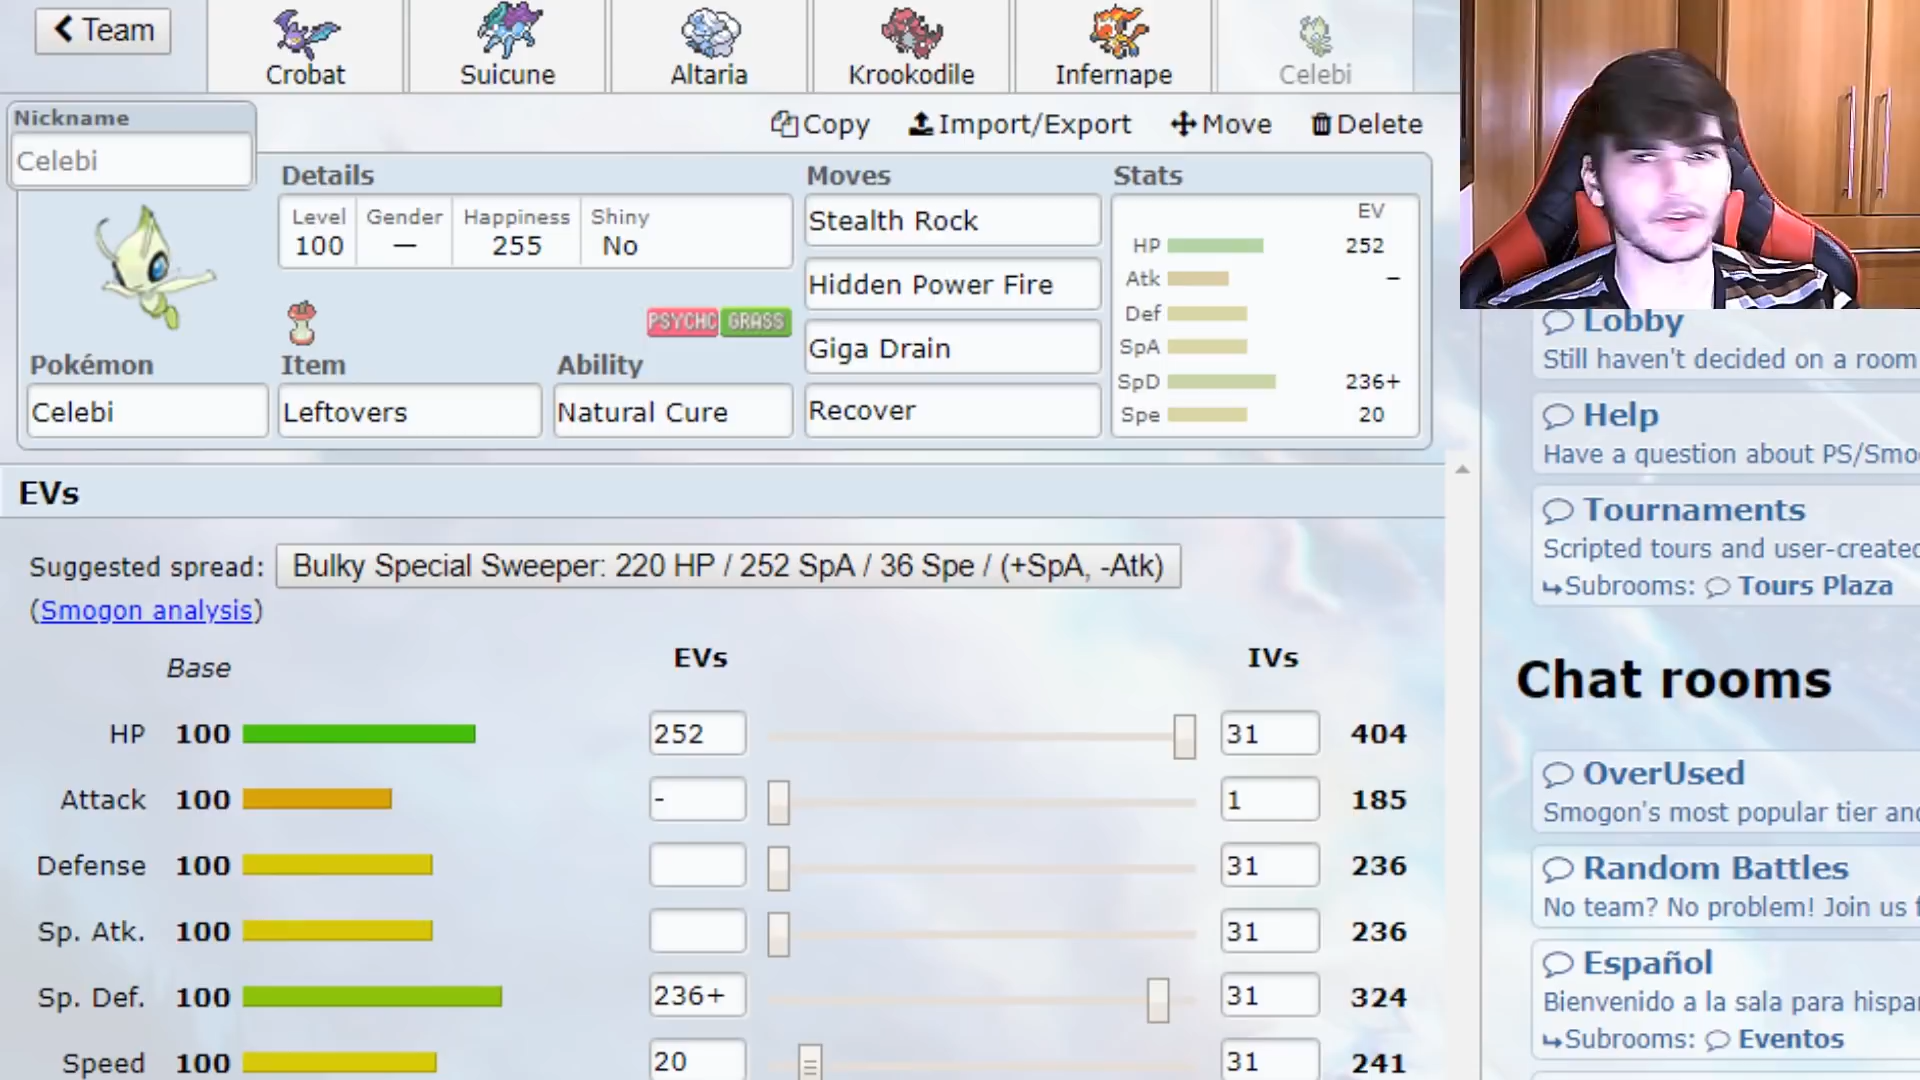 Team
Crobat
Suicune
Altaria
Krookodile
Infernape
Celebi
Nickname
Celebi
Copy
Import/Export
Move
Delete
Details
Moves
Stats
Level
100
Gender
—
Happiness
255
Shiny
No
Stealth Rock
Hidden Power Fire
Giga Drain
Recover
EV
HP 252
Atk –
Def
SpA
SpD 236+
Spe 20
PSYCHC GRASS
Pokémon
Celebi
Item
Leftovers
Ability
Natural Cure
EVs
Suggested spread: Bulky Special Sweeper: 220 HP / 252 SpA / 36 Spe / (+SpA, -Atk)
(Smogon analysis)
Base EVs IVs
HP 100 252 31 404
Attack 100 - 1 185
Defense 100 31 236
Sp. Atk. 100 31 236
Sp. Def. 100 236+ 31 324
Speed 100 20 31 241
Lobby
Still haven't decided on a room
Help
Have a question about PS/Smo
Tournaments
Scripted tours and user-created
↳Subrooms: Tours Plaza
Chat rooms
OverUsed
Smogon's most popular tier and
Random Battles
No team? No problem! Join us f
Español
Bienvenido a la sala para hispa
↳Subrooms: Eventos